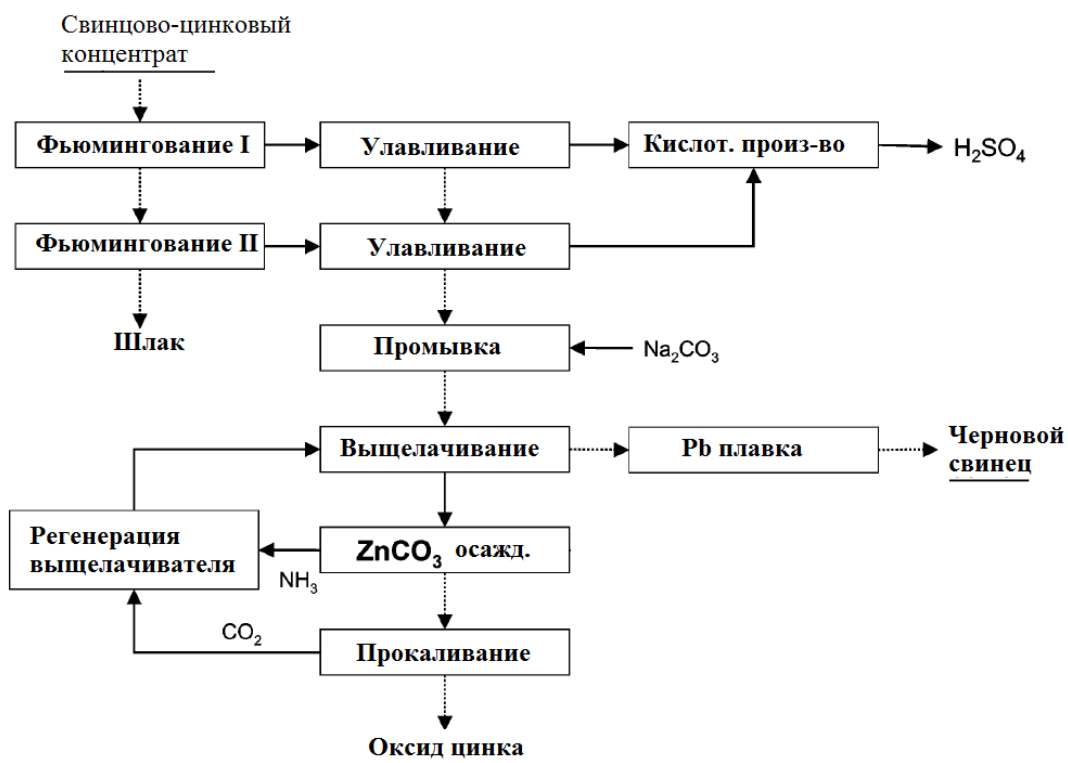 Свинцово-цинковый
концентрат
Фьюмингование I
Улавливание
Кислот. произ-во
H₂SO₄
Фьюмингование II
Улавливание
Шлак
Промывка
Na₂CO₃
Выщелачивание
Pb плавка
Черновой
свинец
Регенерация
выщелачивателя
ZnCO₃ осажд.
NH₃
CO₂
Прокаливание
Оксид цинка